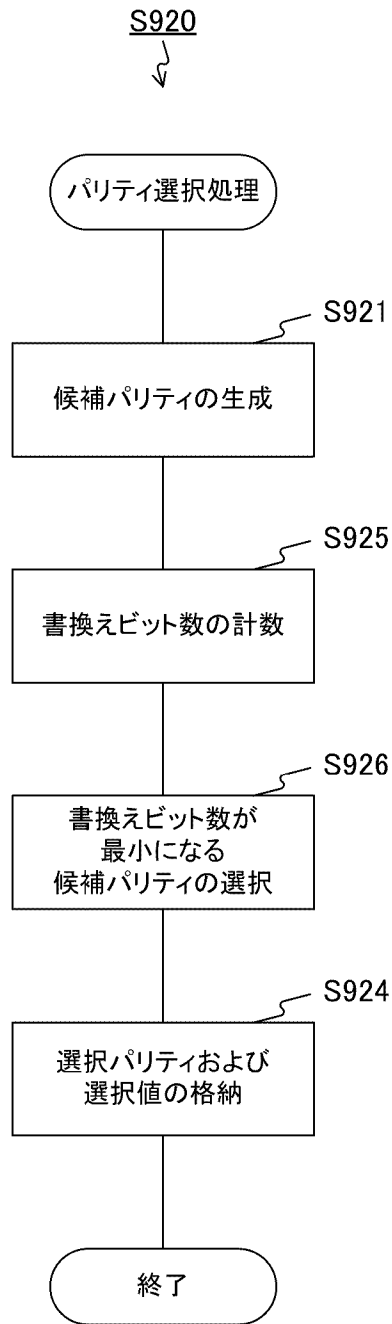 S920
パリティ選択処理
S921
候補パリティの生成
S925
書換えビット数の計数
S926
書換えビット数が
最小になる
候補パリティの選択
S924
選択パリティおよび
選択値の格納
終了